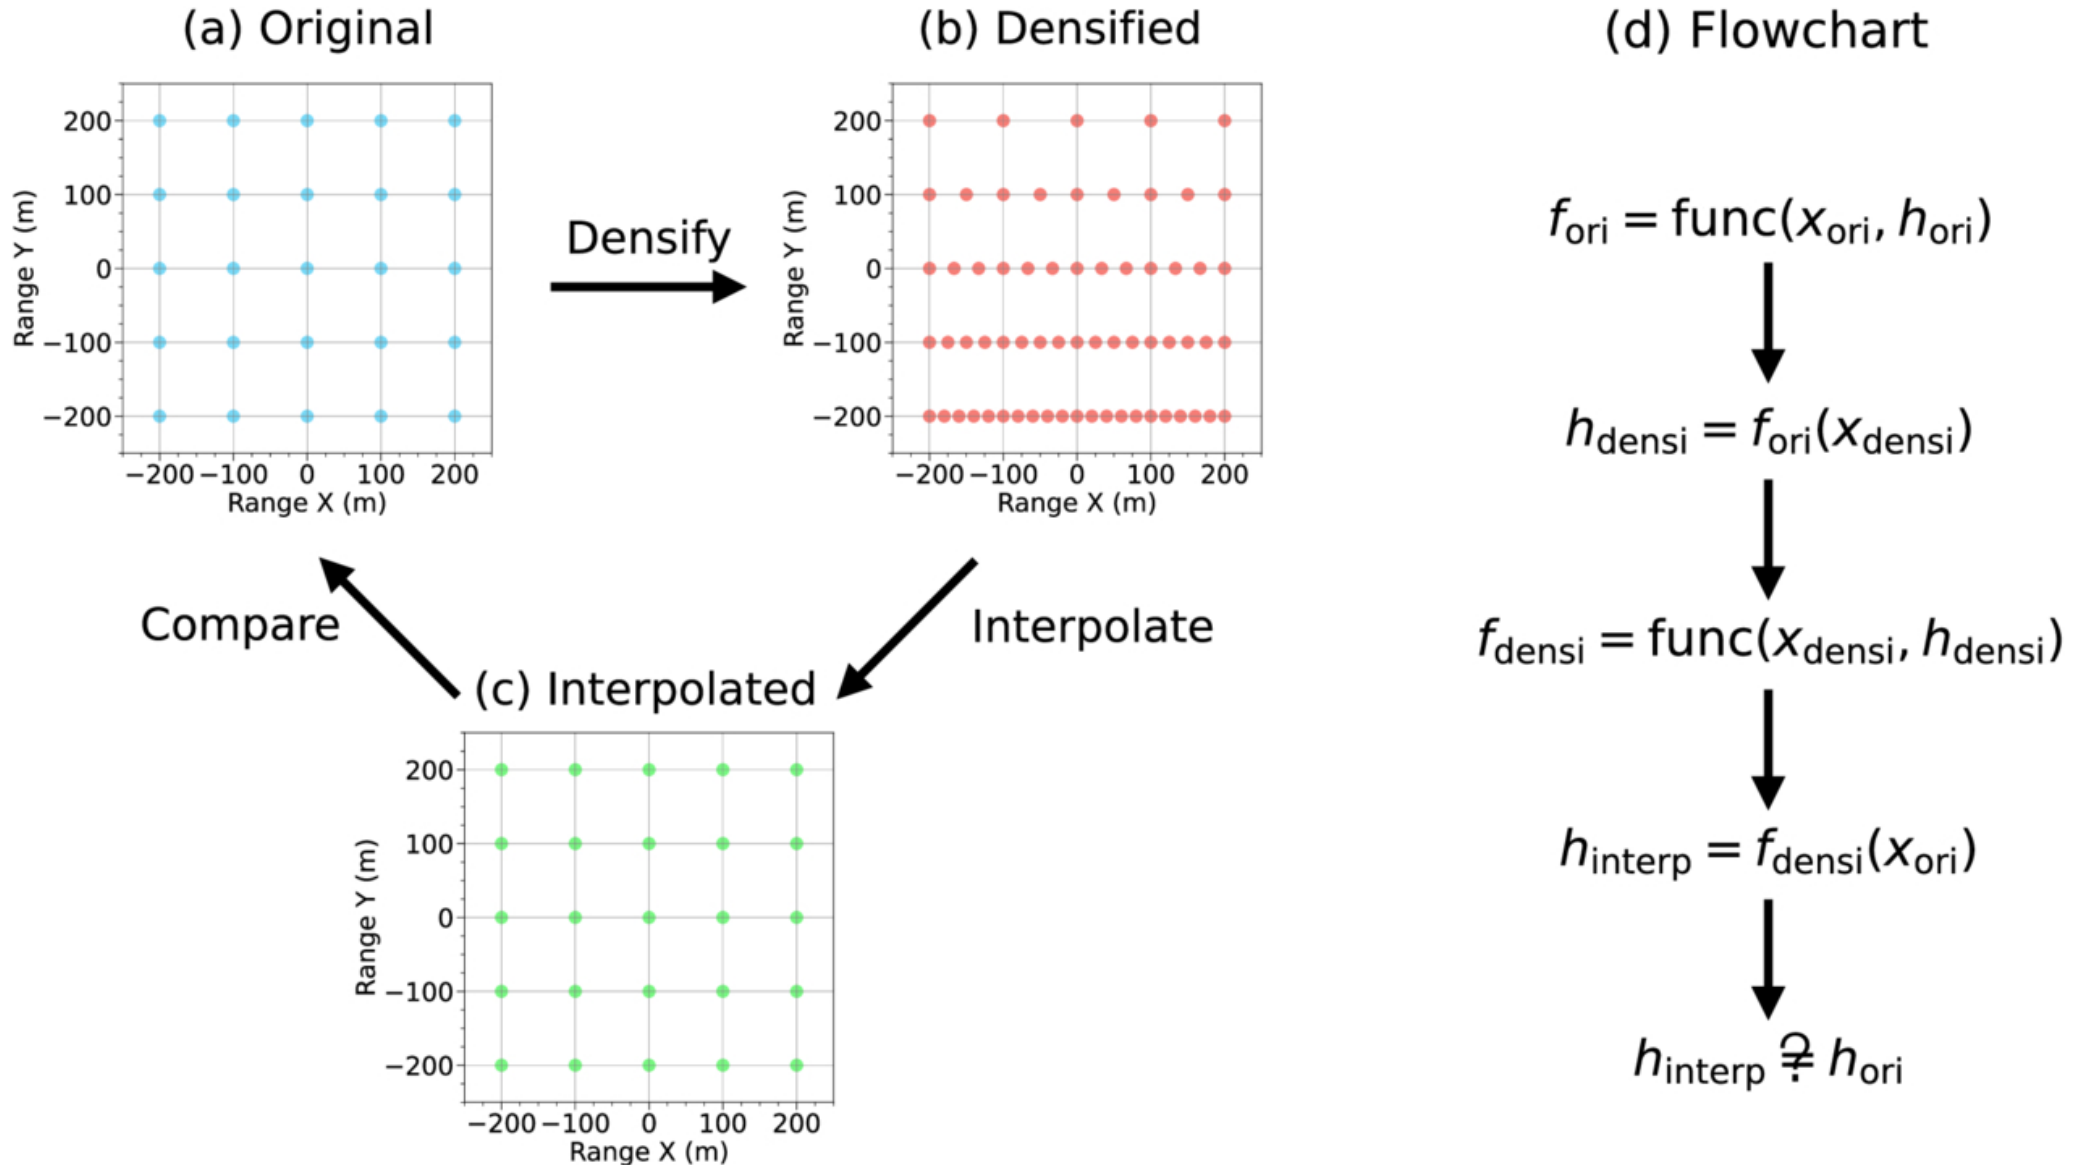 (a) Original
200
100
0
−100
−200
Range Y (m)
−200 −100 0 100 200
Range X (m)
Densify
(b) Densified
200
100
0
−100
−200
Range Y (m)
−200 −100 0 100 200
Range X (m)
Compare
Interpolate
(c) Interpolated
200
100
0
−100
−200
Range Y (m)
−200 −100 0 100 200
Range X (m)
(d) Flowchart
f_ori = func(x_ori, h_ori)
h_densi = f_ori(x_densi)
f_densi = func(x_densi, h_densi)
h_interp = f_densi(x_ori)
h_interp =? h_ori